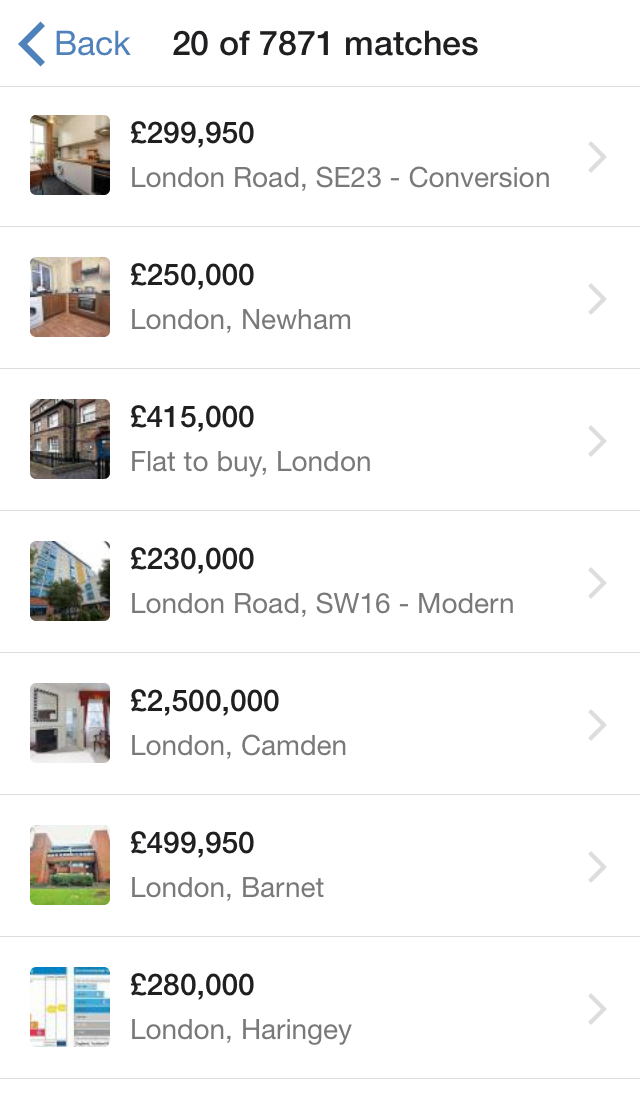 Back 20 of 7871 matches
£299,950
London Road, SE23 - Conversion
£250,000
London, Newham
£415,000
Flat to buy, London
£230,000
London Road, SW16 - Modern
£2,500,000
London, Camden
£499,950
London, Barnet
£280,000
London, Haringey